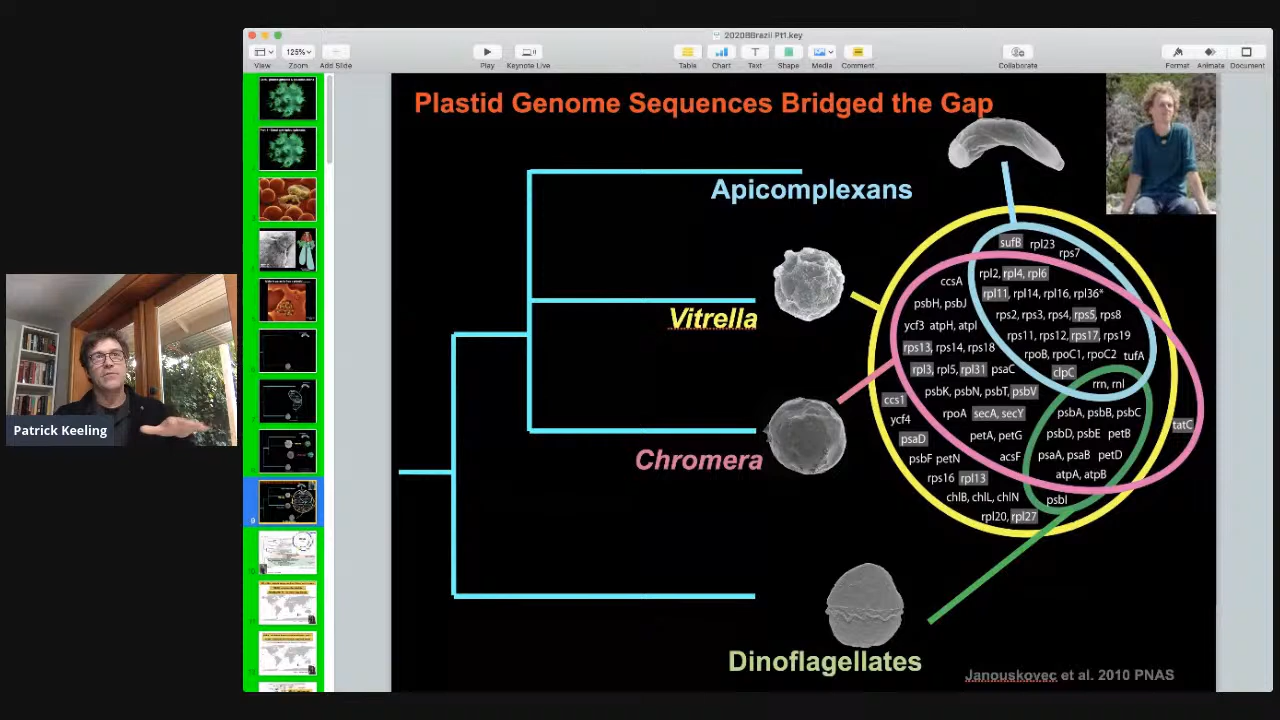 2020BBrazil Pt1.key
125%
View
Zoom
Add Slide
Play
Keynote Live
Table
Chart
Text
Shape
Media
Comment
Collaborate
Format
Animate
Document
Plastid Genome Sequences Bridged the Gap
Apicomplexans
Vitrella
Chromera
Dinoflagellates
sufB rpl23
rps7
rpl2, rpl4, rpl6
ccsA
rpl11, rpl14, rpl16, rpl36*
psbH, psbJ
rps2, rps3, rps4, rps5, rps8
ycf3 atpH, atpI
rps11, rps12, rps17, rps19
rps13, rps14, rps18
rpoB, rpoC1, rpoC2 tufA
rpl3, rpl5, rpl31 psaC
clpC
rrn, rnl
psbK, psbN, psbT, psbV
ccs1
psbA, psbB, psbC
rpoA secA, secY
ycf4
tatC
psbD, psbE petB
petA, petG
psaD
psaA, psaB petD
psbF petN
acsF
atpA, atpB
rps16 rpl13
chlB, chlL, chlN
psbI
rpl20, rpl27
Janouskovec et al. 2010 PNAS
Patrick Keeling
9